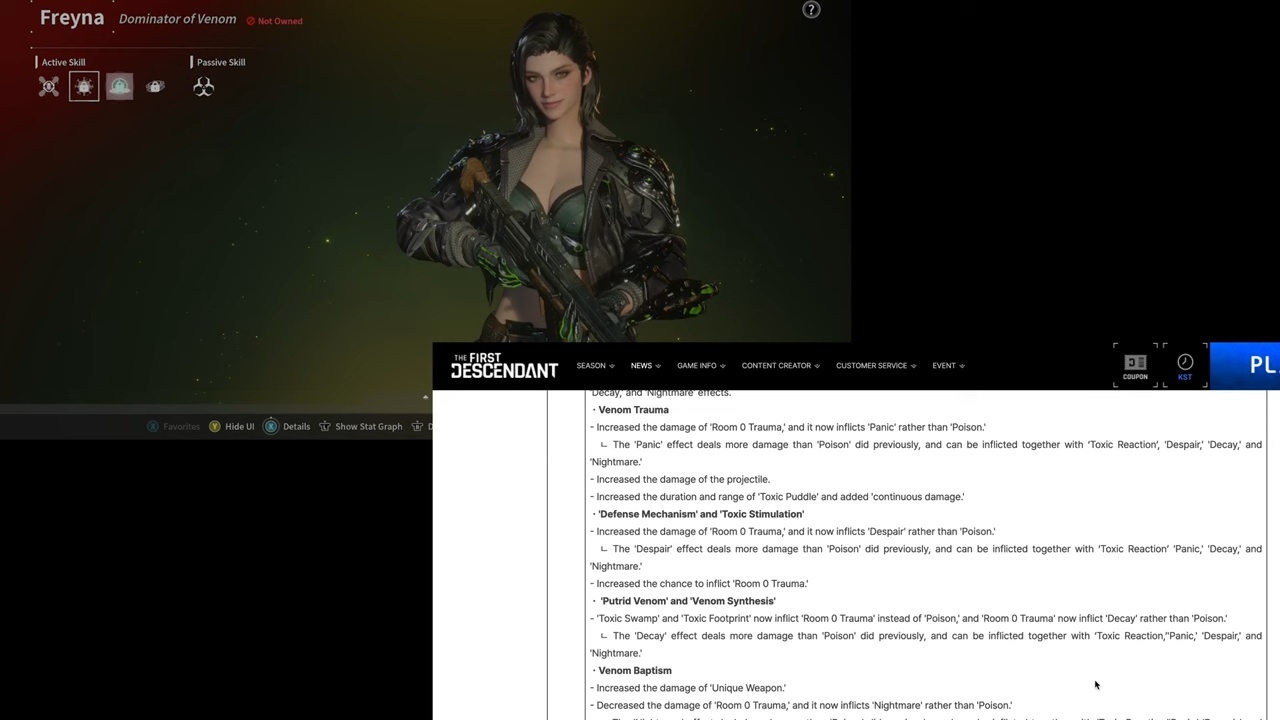 Freyna Dominator of Venom Not Owned
Active Skill Passive Skill
?
X Favorites Y Hide UI X Details L Show Stat Graph
THE FIRST DESCENDANT
SEASON NEWS GAME INFO CONTENT CREATOR CUSTOMER SERVICE EVENT
COUPON KST
'Decay,' and 'Nightmare' effects.
· Venom Trauma
- Increased the damage of 'Room 0 Trauma,' and it now inflicts 'Panic' rather than 'Poison.'
ㄴ The 'Panic' effect deals more damage than 'Poison' did previously, and can be inflicted together with 'Toxic Reaction', 'Despair,' 'Decay,' and
'Nightmare.'
- Increased the damage of the projectile.
- Increased the duration and range of 'Toxic Puddle' and added 'continuous damage.'
· 'Defense Mechanism' and 'Toxic Stimulation'
- Increased the damage of 'Room 0 Trauma,' and it now inflicts 'Despair' rather than 'Poison.'
ㄴ The 'Despair' effect deals more damage than 'Poison' did previously, and can be inflicted together with 'Toxic Reaction' 'Panic,' 'Decay,' and
'Nightmare.'
- Increased the chance to inflict 'Room 0 Trauma.'
· 'Putrid Venom' and 'Venom Synthesis'
- 'Toxic Swamp' and 'Toxic Footprint' now inflict 'Room 0 Trauma' instead of 'Poison,' and 'Room 0 Trauma' now inflict 'Decay' rather than 'Poison.'
ㄴ The 'Decay' effect deals more damage than 'Poison' did previously, and can be inflicted together with 'Toxic Reaction,''Panic,' 'Despair,' and
'Nightmare.'
· Venom Baptism
- Increased the damage of 'Unique Weapon.'
- Decreased the damage of 'Room 0 Trauma,' and it now inflicts 'Nightmare' rather than 'Poison.'